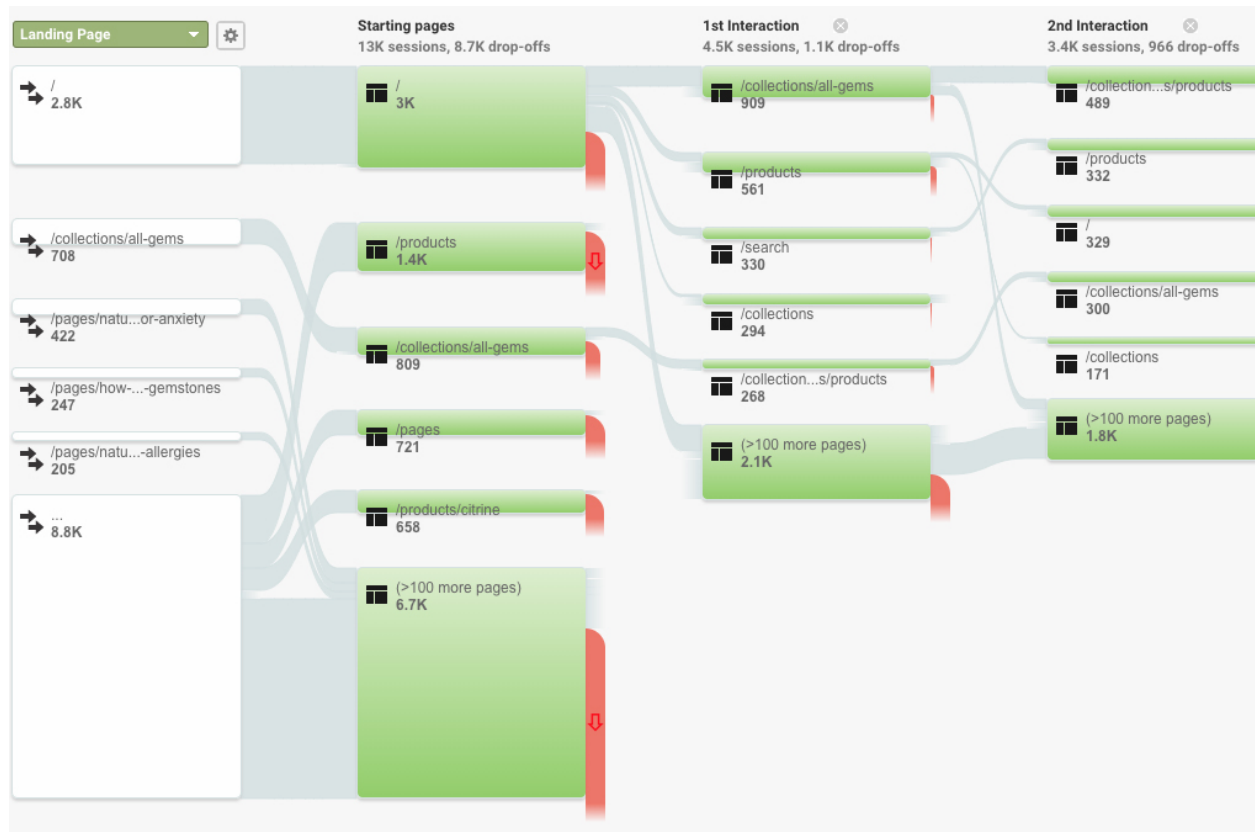 Landing Page
/
2.8K
/collections/all-gems
708
/pages/natu...or-anxiety
422
/pages/how-...-gemstones
247
/pages/natu...-allergies
205
...
8.8K
Starting pages
13K sessions, 8.7K drop-offs
/
3K
/products
1.4K
/collections/all-gems
809
/pages
721
/products/citrine
658
(>100 more pages)
6.7K
1st Interaction
4.5K sessions, 1.1K drop-offs
/collections/all-gems
909
/products
561
/search
330
/collections
294
/collection...s/products
268
(>100 more pages)
2.1K
2nd Interaction
3.4K sessions, 966 drop-offs
/collection...s/products
489
/products
332
/
329
/collections/all-gems
300
/collections
171
(>100 more pages)
1.8K